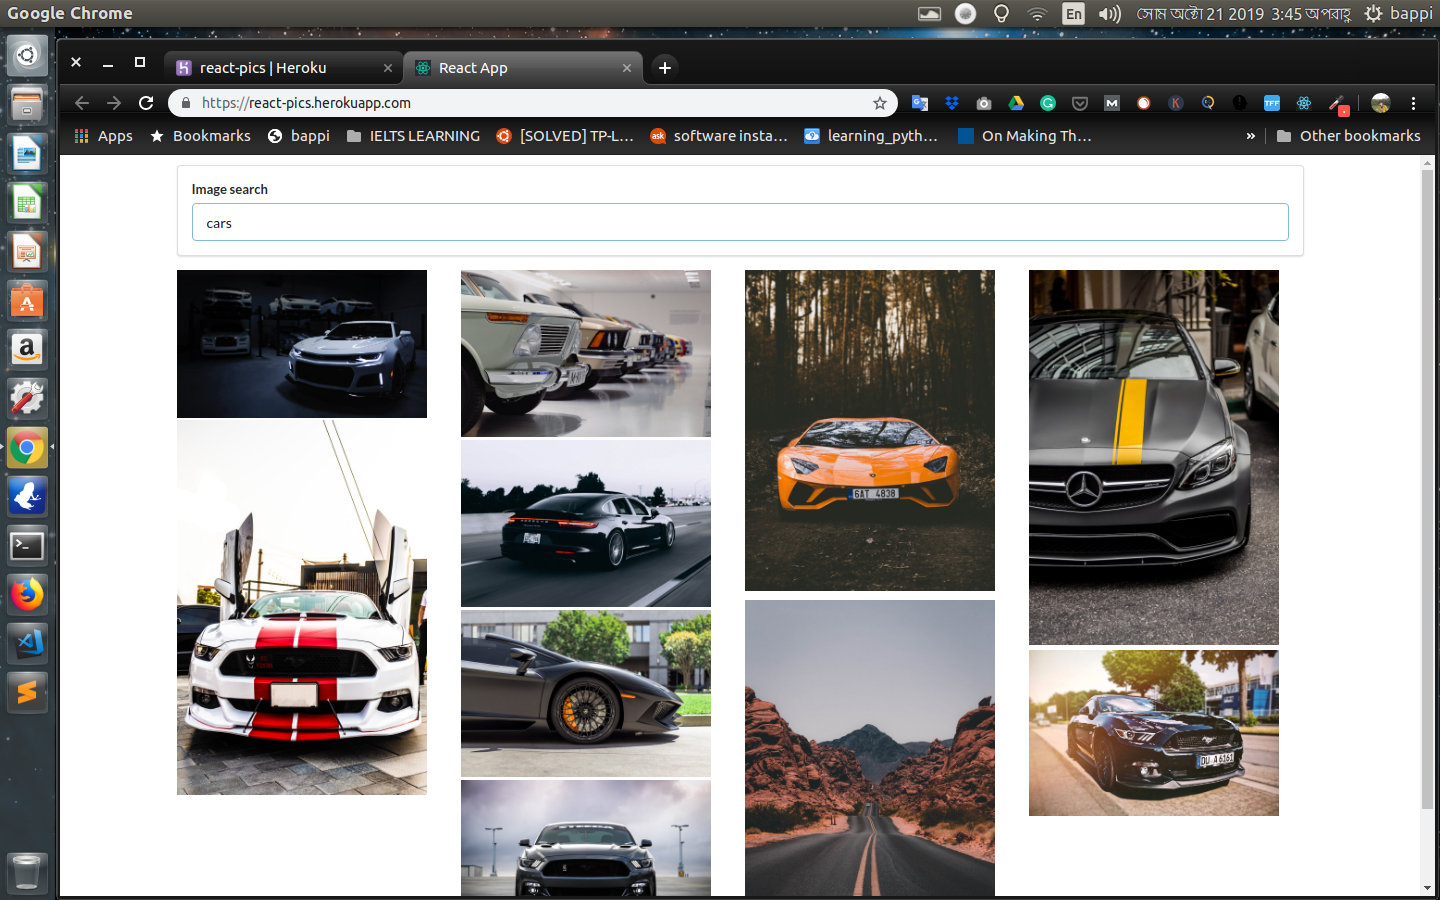 Google Chrome
En
সোম অক্টো 21 2019 3:45 অপরাহ্ণ
bappi
react-pics | Heroku
React App
https://react-pics.herokuapp.com
Apps
Bookmarks
bappi
IELTS LEARNING
[SOLVED] TP-L...
ask
software insta...
learning_pyth...
On Making Th...
»
Other bookmarks
Image search
cars
6AT 4838
DU A 6161